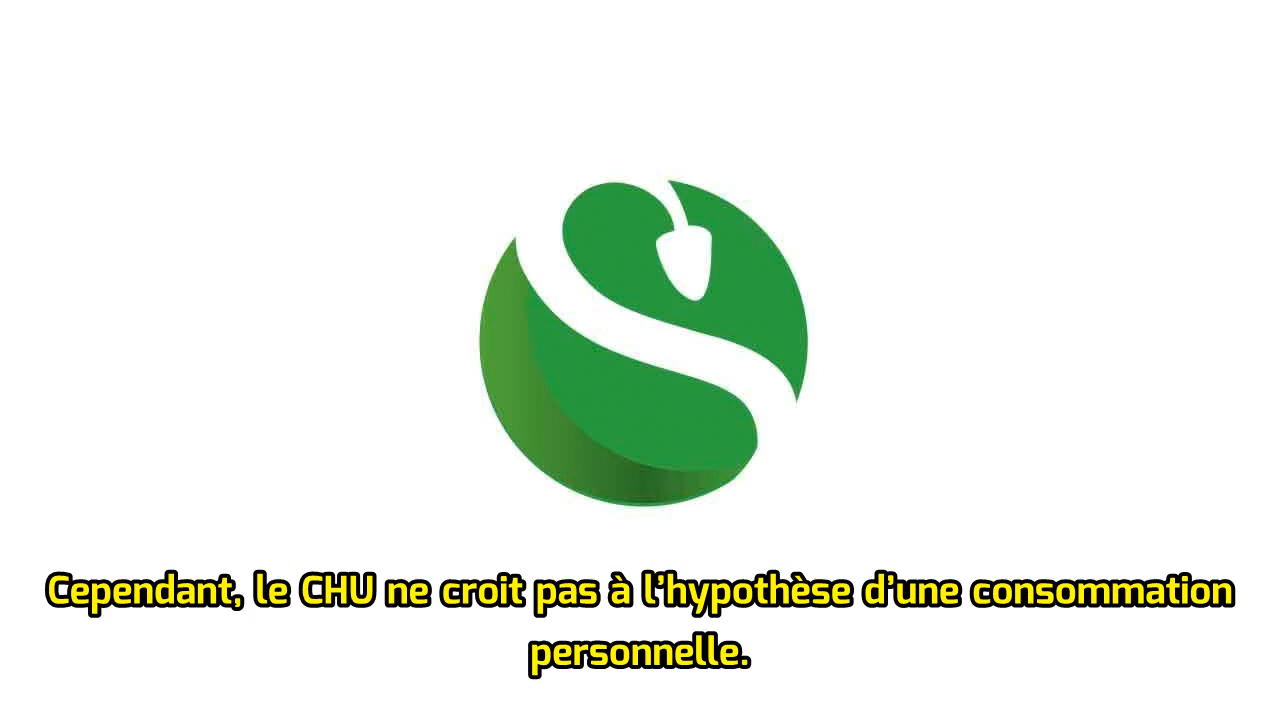 Cependant, le CHU ne croit pas à l’hypothèse d’une consommation
personnelle.